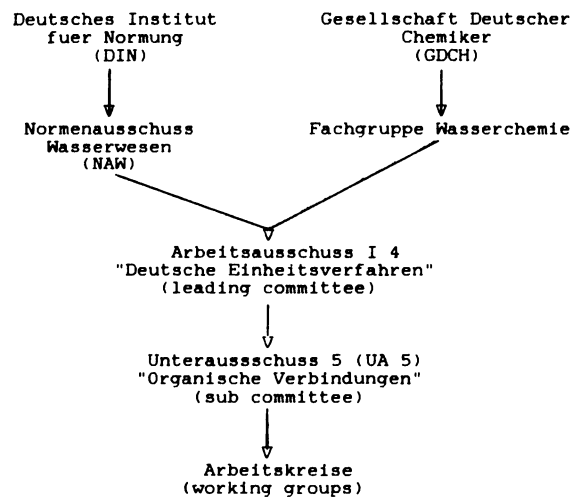 Deutsches Institut
fuer Normung
(DIN)
Gesellschaft Deutscher
Chemiker
(GDCH)
Normenausschuss
Wasserwesen
(NAW)
Fachgruppe Wasserchemie
Arbeitsausschuss I 4
"Deutsche Einheitsverfahren"
(leading committee)
Unteraussschuss 5 (UA 5)
"Organische Verbindungen"
(sub committee)
Arbeitskreise
(working groups)